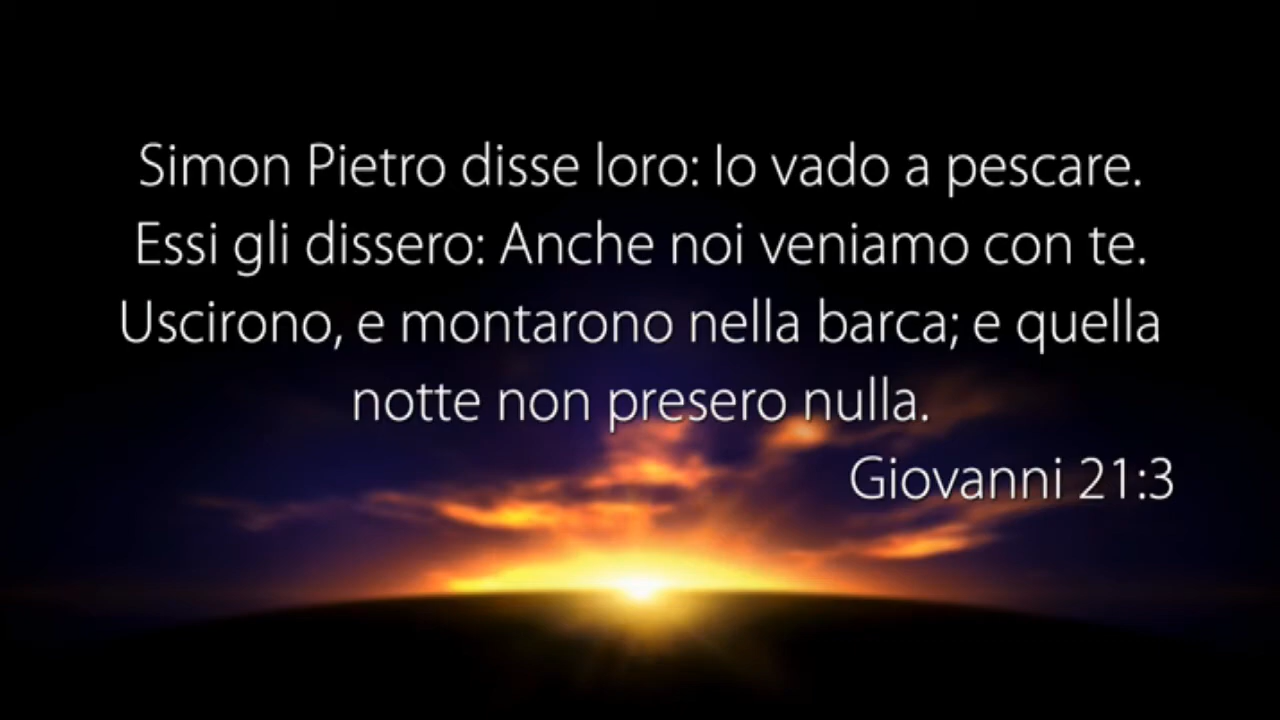 Simon Pietro disse loro: Io vado a pescare.
Essi gli dissero: Anche noi veniamo con te.
Uscirono, e montarono nella barca; e quella
notte non presero nulla.
Giovanni 21:3